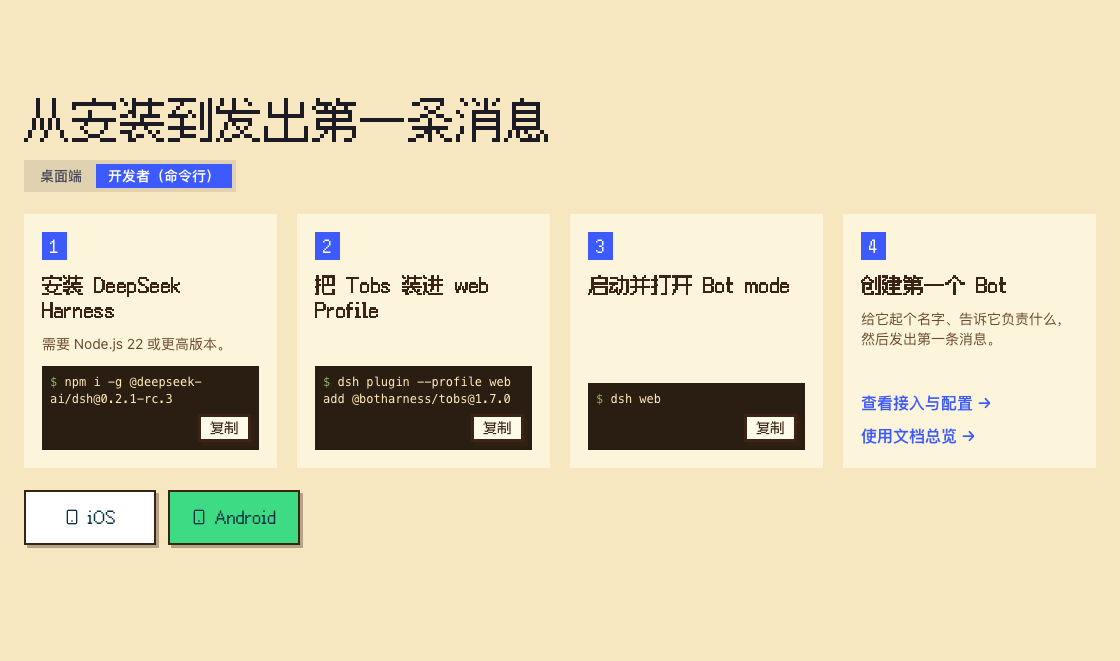 从安装到发出第一条消息
桌面端 开发者（命令行）
1
安装 DeepSeek
Harness
需要 Node.js 22 或更高版本。
$ npm i -g @deepseek-
ai/dsh@0.2.1-rc.3
复制
2
把 Tobs 装进 web
Profile
$ dsh plugin --profile web
add @botharness/tobs@1.7.0
复制
3
启动并打开 Bot mode
$ dsh web
复制
4
创建第一个 Bot
给它起个名字、告诉它负责什么，
然后发出第一条消息。
查看接入与配置 →
使用文档总览 →
iOS
Android